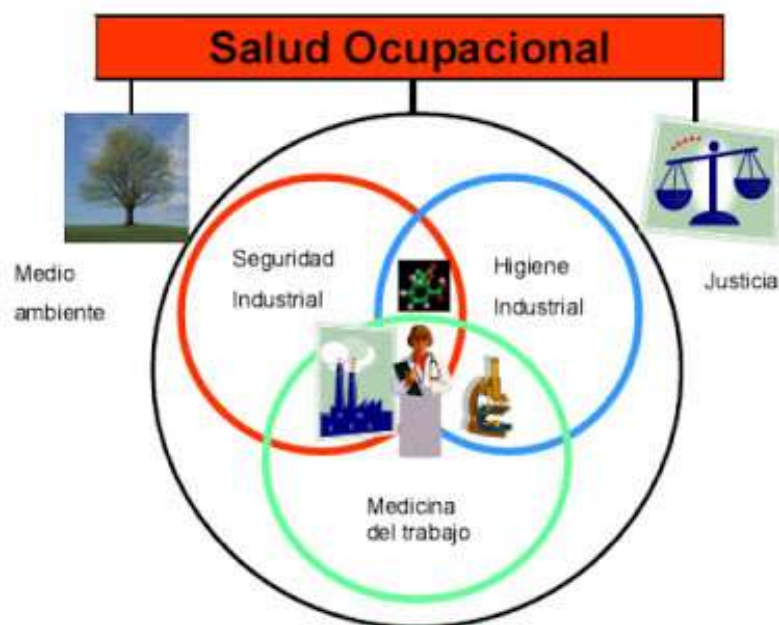 Salud Ocupacional
Medio
ambiente
Seguridad
Industrial
Higiene
Industrial
Justicia
Medicina
del trabajo